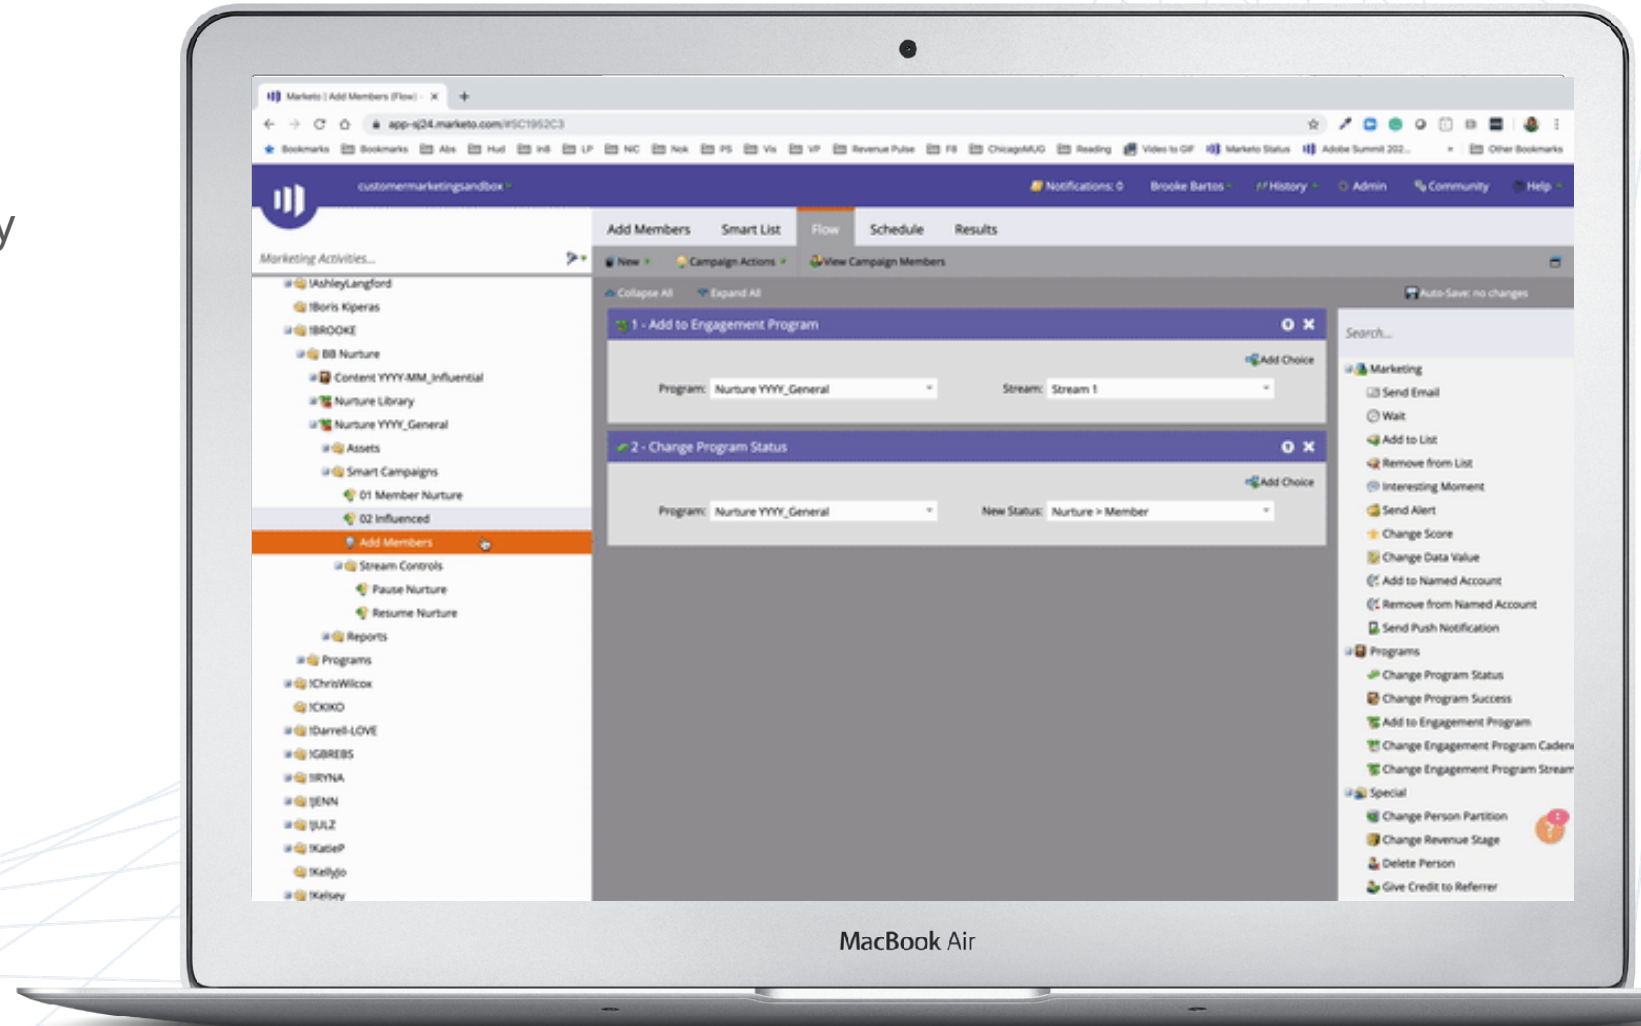 y
Marketo | Add Members (Flow) -
app-sj24.marketo.com/#SC1952C3
Bookmarks Bookmarks Abs Hud In8 LP NIC Nok PS Vis VP Revenue Pulse F8 ChicagoMUG Reading Video to GIF Marketo Status Adobe Summit 202... » Other Bookmarks
customermarketingsandbox Notifications: 0 Brooke Bartos History Admin Community Help
Add Members Smart List Flow Schedule Results
Marketing Activities...
New Campaign Actions View Campaign Members
Collapse All Expand All Auto-Save: no changes
!AshleyLangford
!Boris Kiperas
!BROOKE
BB Nurture
Content YYYY-MM_Influential
Nurture Library
Nurture YYYY_General
Assets
Smart Campaigns
01 Member Nurture
02 Influenced
Add Members
Stream Controls
Pause Nurture
Resume Nurture
Reports
Programs
!ChrisWilcox
!CKIKO
!Darrell-LOVE
!GBREBS
!IRYNA
!JENN
!JULZ
!KatieP
!KellyJo
!Kelsey
1 - Add to Engagement Program
Add Choice
Program: Nurture YYYY_General Stream: Stream 1
2 - Change Program Status
Add Choice
Program: Nurture YYYY_General New Status: Nurture > Member
Search...
Marketing
Send Email
Wait
Add to List
Remove from List
Interesting Moment
Send Alert
Change Score
Change Data Value
Add to Named Account
Remove from Named Account
Send Push Notification
Programs
Change Program Status
Change Program Success
Add to Engagement Program
Change Engagement Program Caden
Change Engagement Program Stream
Special
Change Person Partition
Change Revenue Stage
Delete Person
Give Credit to Referrer
MacBook Air